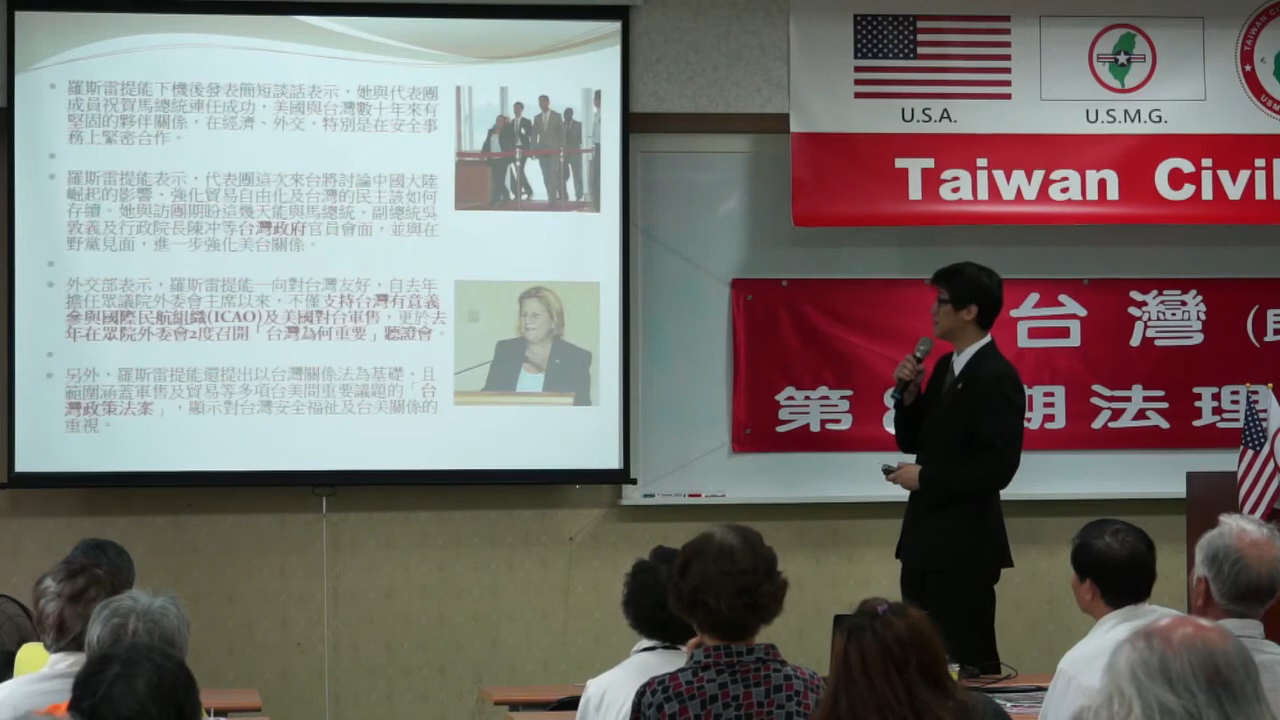 羅斯雷提能下機後發表簡短談話表示，她與代表團
成員祝賀馬總統連任成功，美國與台灣數十年來有
堅固的夥伴關係，在經濟、外交，特別是在安全事
務上緊密合作。
羅斯雷提能表示，代表團這次來台將討論中國大陸
崛起的影響、強化貿易自由化及台灣的民主該如何
存續。她與訪團期盼這幾天能與馬總統、副總統吳
敦義及行政院長陳冲等台灣政府官員會面，並與在
野黨見面，進一步強化美台關係。
外交部表示，羅斯雷提能一向對台灣友好，自去年
擔任眾議院外委會主席以來，不僅支持台灣有意義
參與國際民航組織(ICAO)及美國對台軍售，更於去
年在眾院外委會2度召開「台灣為何重要」聽證會。
另外，羅斯雷提能還提出以台灣關係法為基礎、且
範圍涵蓋軍售及貿易等多項台美間重要議題的「台
灣政策法案」，顯示對台灣安全福祉及台美關係的
重視。
U.S.A.
U.S.M.G.
TAIWAN
Taiwan Civil
台灣
第 期法理